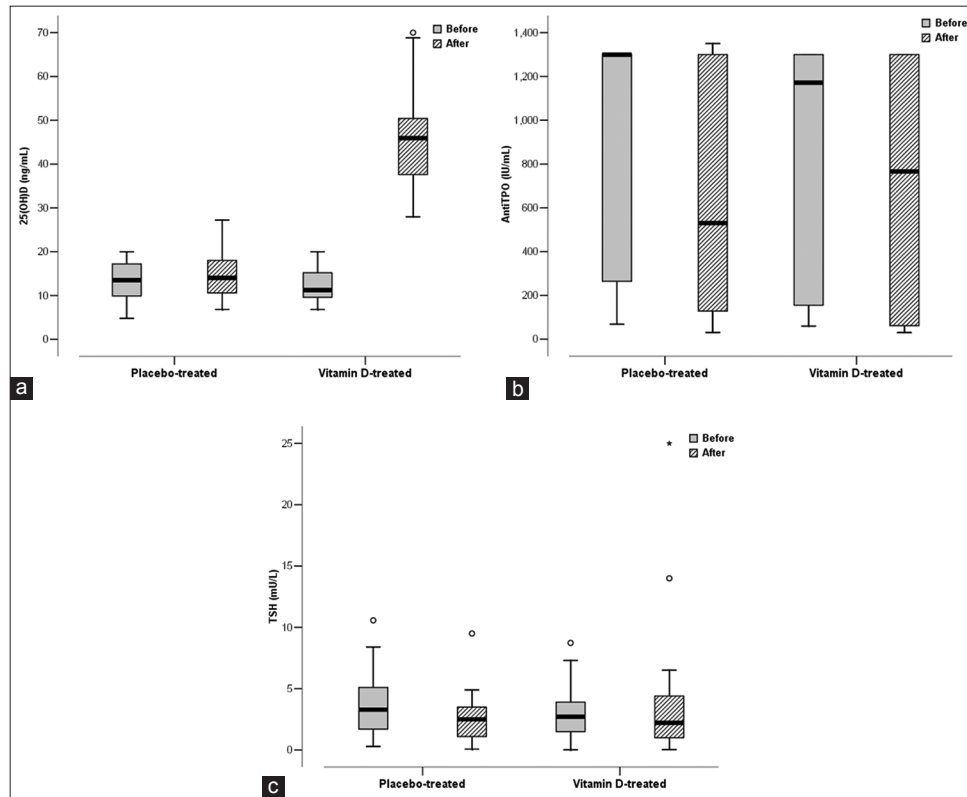 70
60
50
40
30
20
10
0
25(OH)D (ng/mL)
Before
After
Placebo-treated
Vitamin D-treated
a
1,400
1,200
1,000
800
600
400
200
0
AntiTPO (IU/mL)
Before
After
Placebo-treated
Vitamin D-treated
b
25
20
15
10
5
0
TSH (mU/L)
Before
After
Placebo-treated
Vitamin D-treated
c